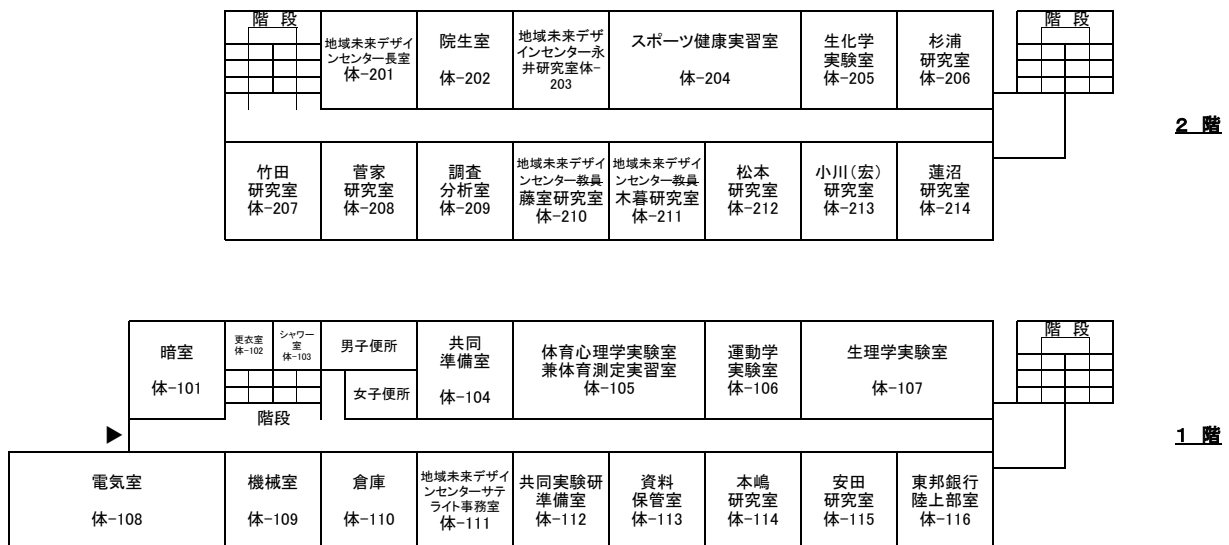 階 段
地域未来デザイ
ンセンター長室
体-201
院生室
体-202
地域未来デザ
インセンター永
井研究室体-
203
スポーツ健康実習室
体-204
生化学
実験室
体-205
杉浦
研究室
体-206
階 段
2 階
竹田
研究室
体-207
菅家
研究室
体-208
調査
分析室
体-209
地域未来デザイ
ンセンター教員
藤室研究室
体-210
地域未来デザイ
ンセンター教員
木暮研究室
体-211
松本
研究室
体-212
小川(宏)
研究室
体-213
蓮沼
研究室
体-214
暗室
体-101
更衣室
体-102
シャワー
室
体-103
階段
男子便所
女子便所
共同
準備室
体-104
体育心理学実験室
兼体育測定実習室
体-105
運動学
実験室
体-106
生理学実験室
体-107
階 段
1 階
電気室
体-108
機械室
体-109
倉庫
体-110
地域未来デザイ
ンセンターサテ
ライト事務室
体-111
共同実験研
準備室
体-112
資料
保管室
体-113
本嶋
研究室
体-114
安田
研究室
体-115
東邦銀行
陸上部室
体-116